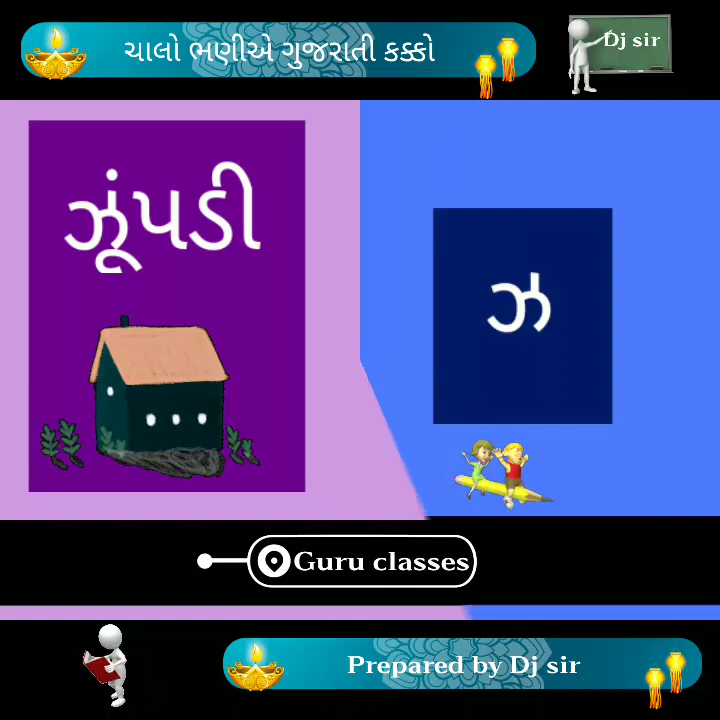 ચાલો ભણીએ ગુજરાતી કક્કો
Dj sir
ઝૂંપડી
ઝ
Guru classes
Prepared by Dj sir